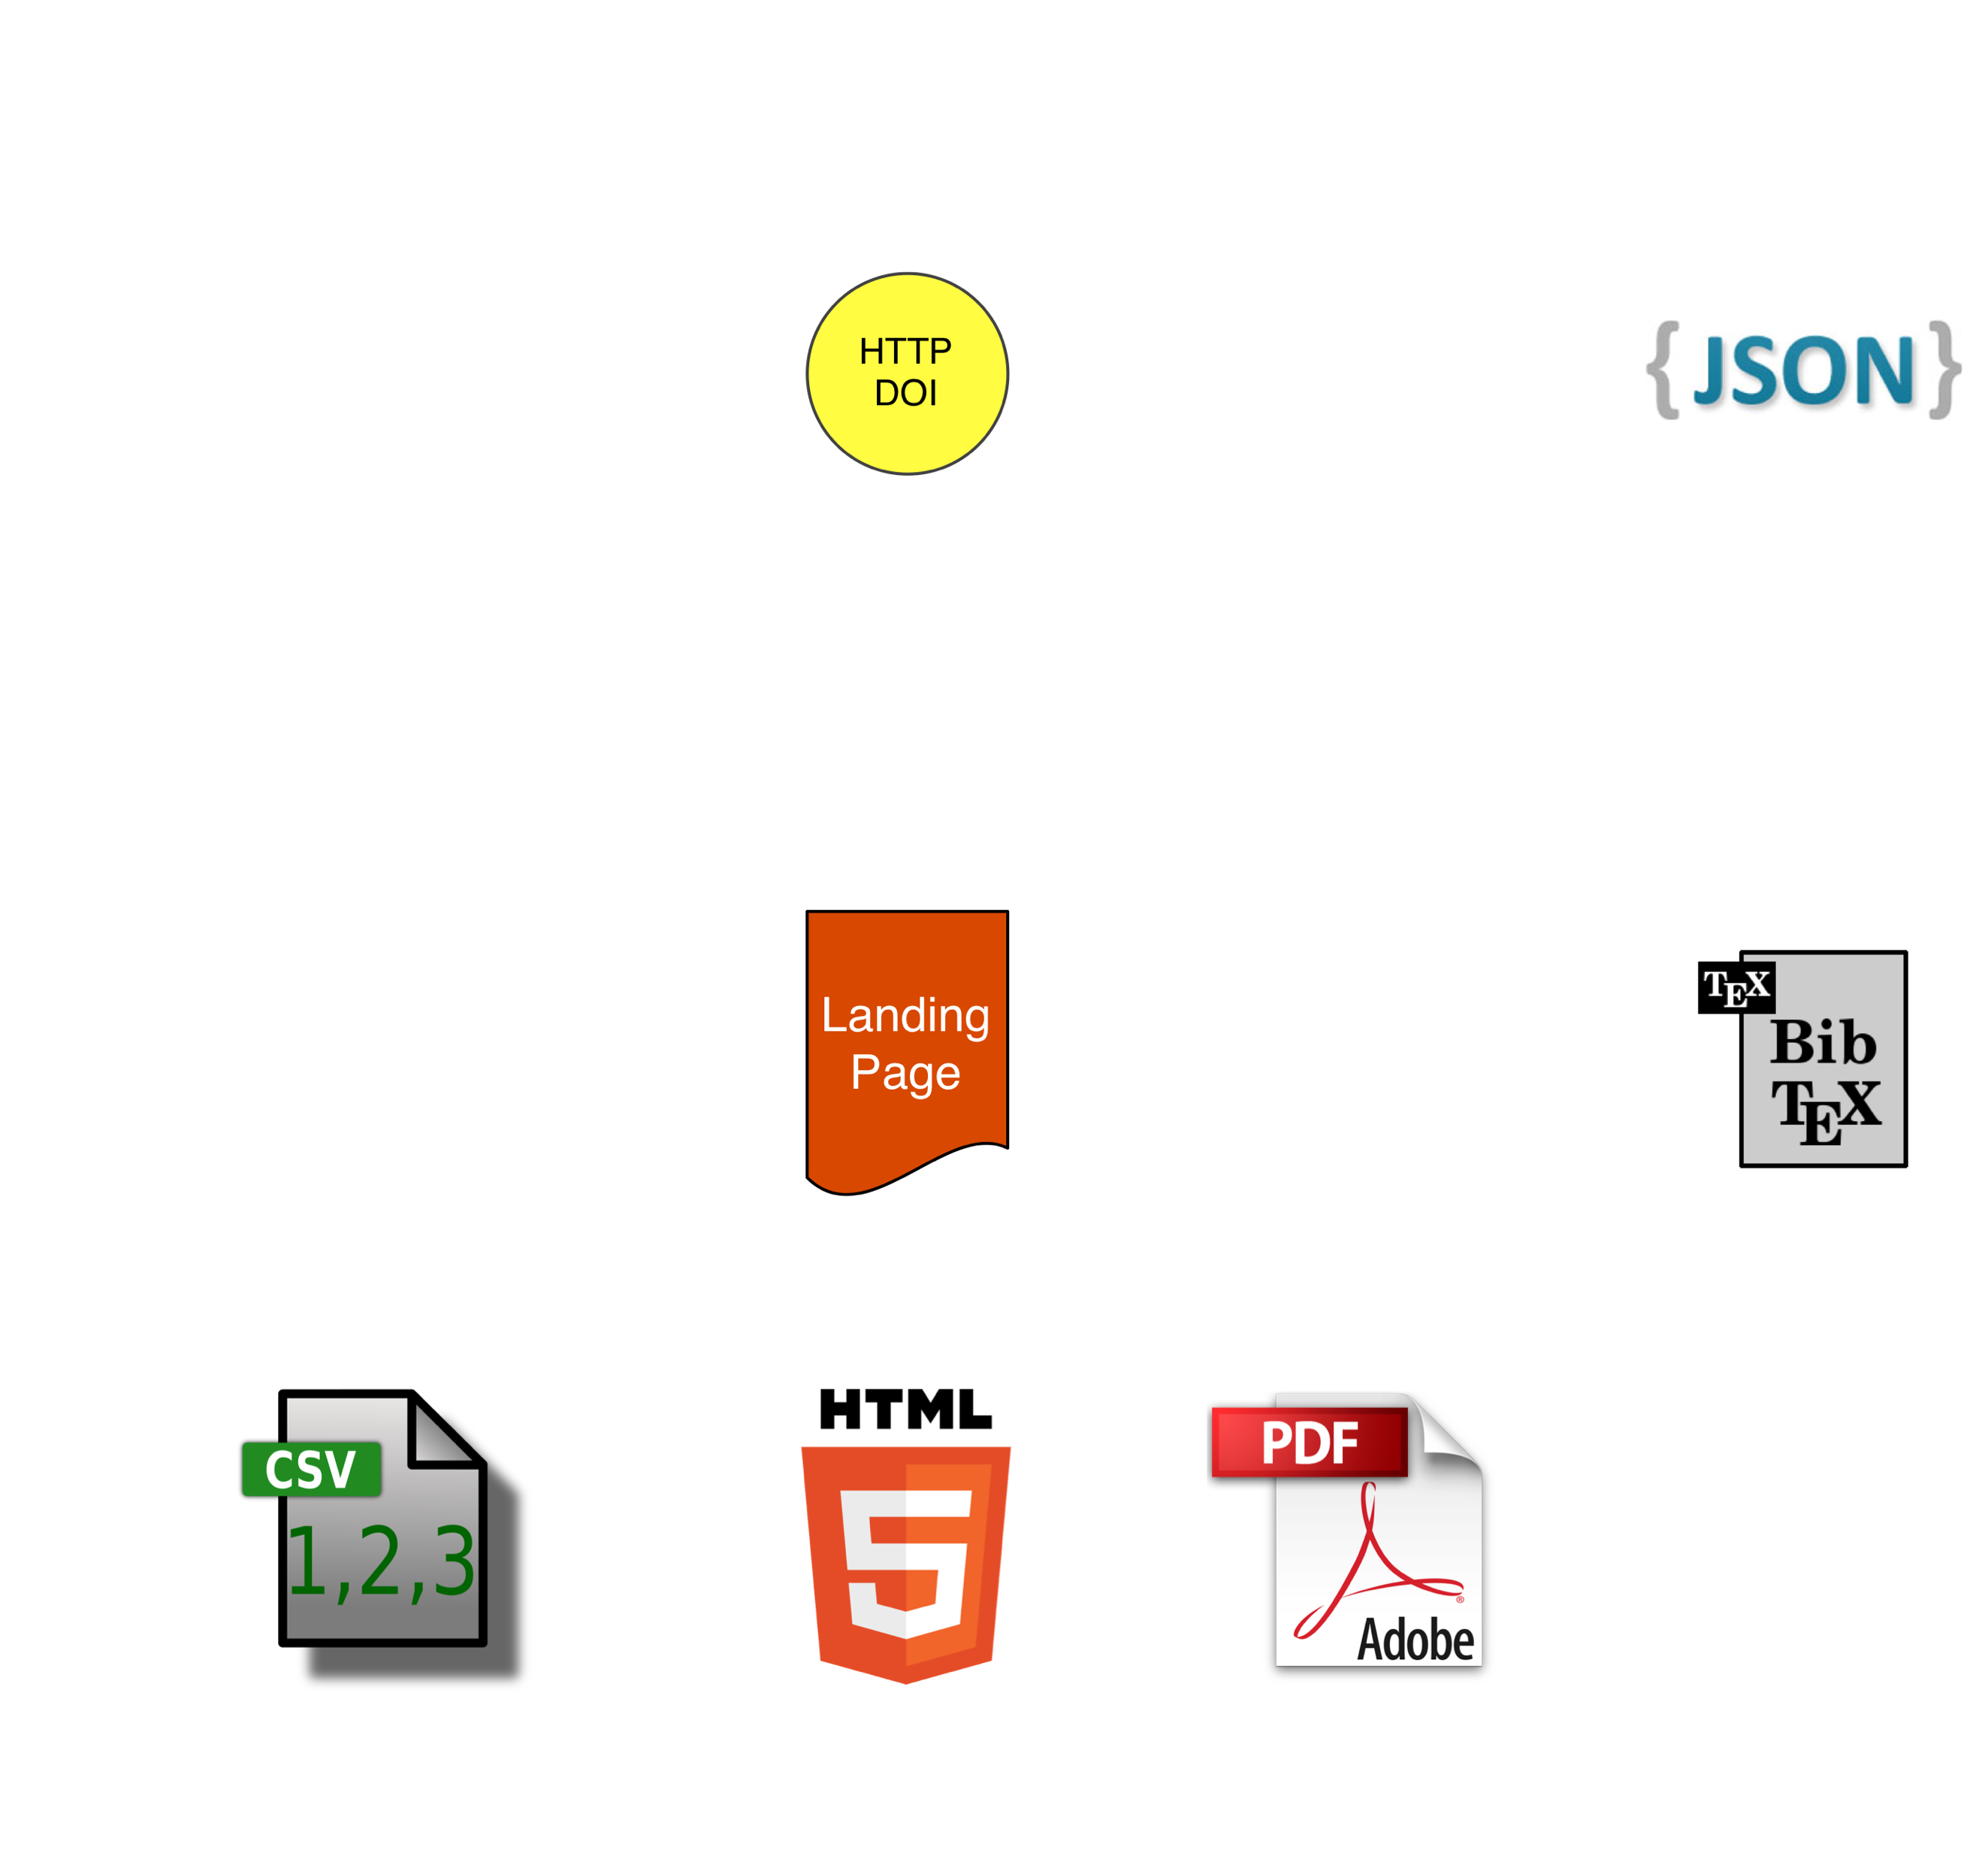 HTTP
DOI
{ JSON }
Landing
Page
TEX
Bib
TEX
CSV
1,2,3
HTML
5
PDF
Adobe
®